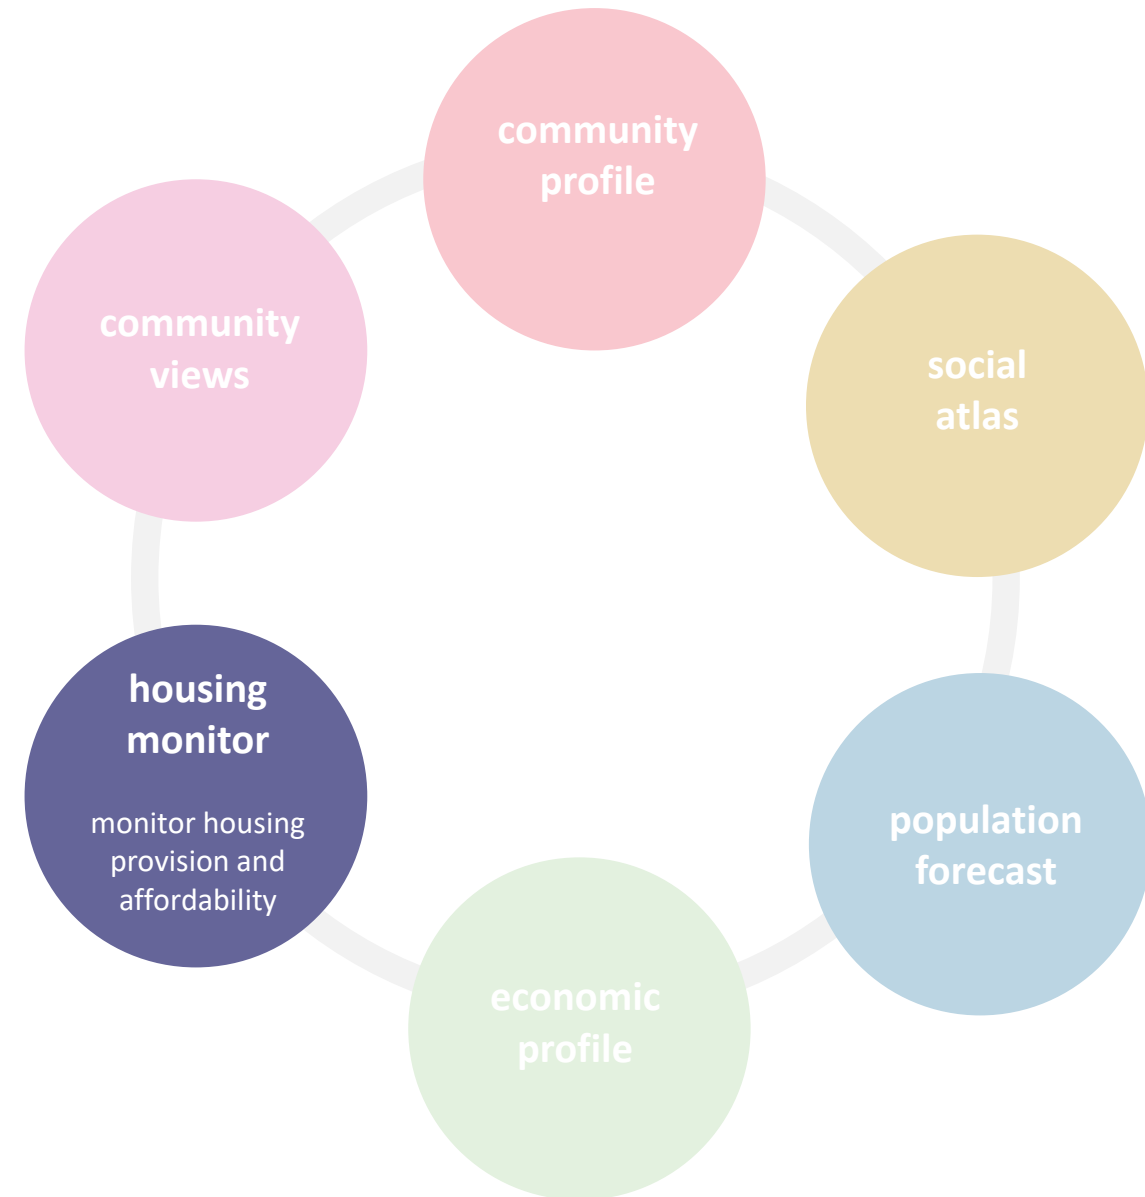 community
profile
community
views
social
atlas
housing
monitor
monitor housing
provision and
affordability
population
forecast
economic
profile